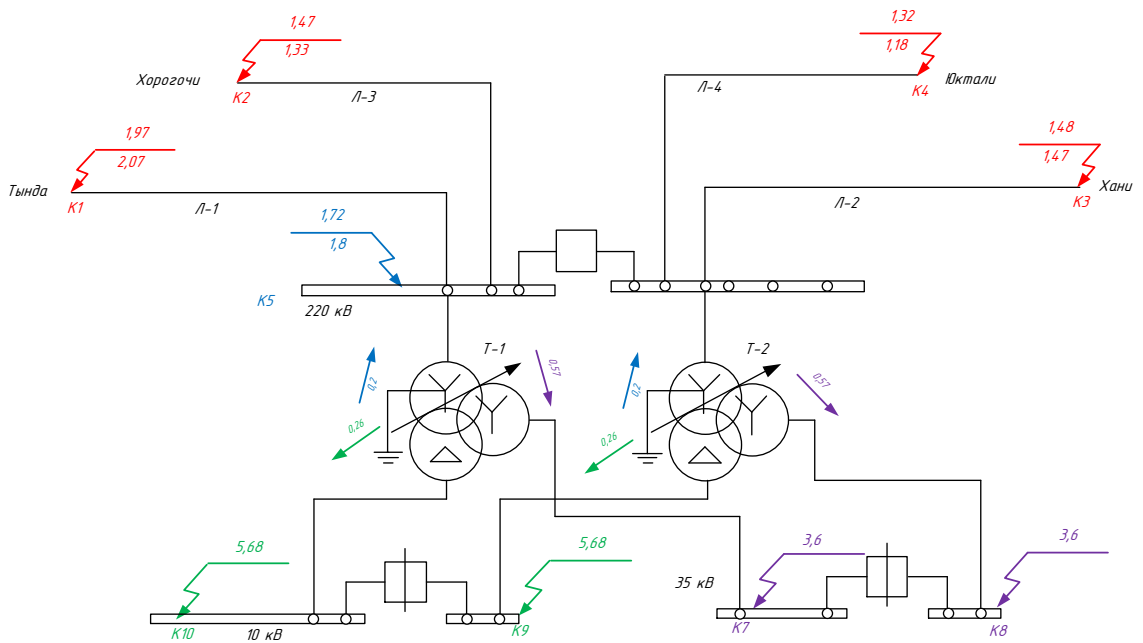 1,47
1,33
Хорогочи
К2
Л-3
1,32
1,18
Л-4
К4
Юктали
1,97
2,07
Тында
К1
Л-1
1,48
1,47
Л-2
К3
Хани
1,72
1,8
К5
220 кВ
Т-1
0,2
0,57
0,26
Т-2
0,2
0,57
0,26
5,68
К10
10 кВ
5,68
К9
35 кВ
3,6
К7
3,6
К8